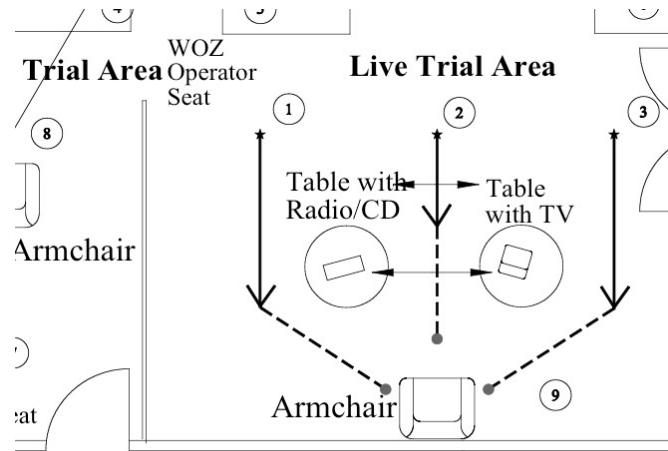 WOZ
Trial Area
Operator
Seat
Live Trial Area
1
2
3
8
Table with
Radio/CD
Table
with TV
Armchair
Armchair
9